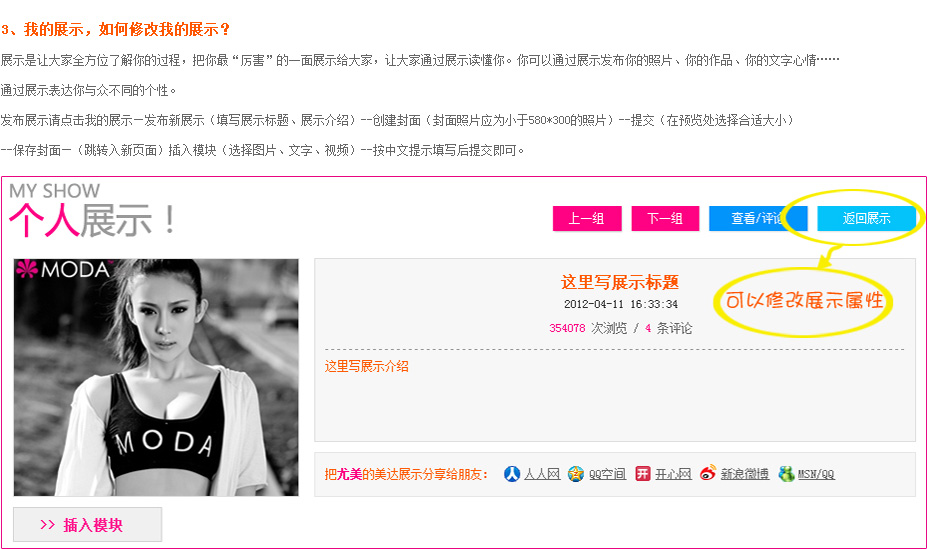 3、我的展示，如何修改我的展示？
展示是让大家全方位了解你的过程，把你最“厉害”的一面展示给大家，让大家通过展示读懂你。你可以通过展示发布你的照片、你的作品、你的文字心情……
通过展示表达你与众不同的个性。
发布展示请点击我的展示—发布新展示（填写展示标题、展示介绍）--创建封面（封面照片应为小于580*300的照片）--提交（在预览处选择合适大小）
--保存封面—（跳转入新页面）插入模块（选择图片、文字、视频）--按中文提示填写后提交即可。
MY SHOW
个人展示！
上一组 下一组 查看/评论 返回展示
MODA
这里写展示标题
2012-04-11 16:33:34
可以修改展示属性
354078 次浏览 / 4 条评论
这里写展示介绍
MODA
把尤美的美达展示分享给朋友： 人人网 QQ空间 开 开心网 新浪微博 MSN/QQ
>> 插入模块